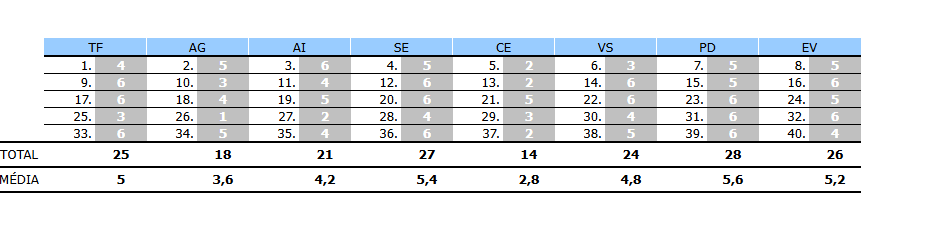 TF AG AI SE CE VS PD EV
1. 4 2. 5 3. 6 4. 5 5. 2 6. 3 7. 5 8. 5
9. 6 10. 3 11. 4 12. 6 13. 2 14. 6 15. 5 16. 6
17. 6 18. 4 19. 5 20. 6 21. 5 22. 6 23. 6 24. 5
25. 3 26. 1 27. 2 28. 4 29. 3 30. 4 31. 6 32. 6
33. 6 34. 5 35. 4 36. 6 37. 2 38. 5 39. 6 40. 4
TOTAL 25 18 21 27 14 24 28 26
MÉDIA 5 3,6 4,2 5,4 2,8 4,8 5,6 5,2